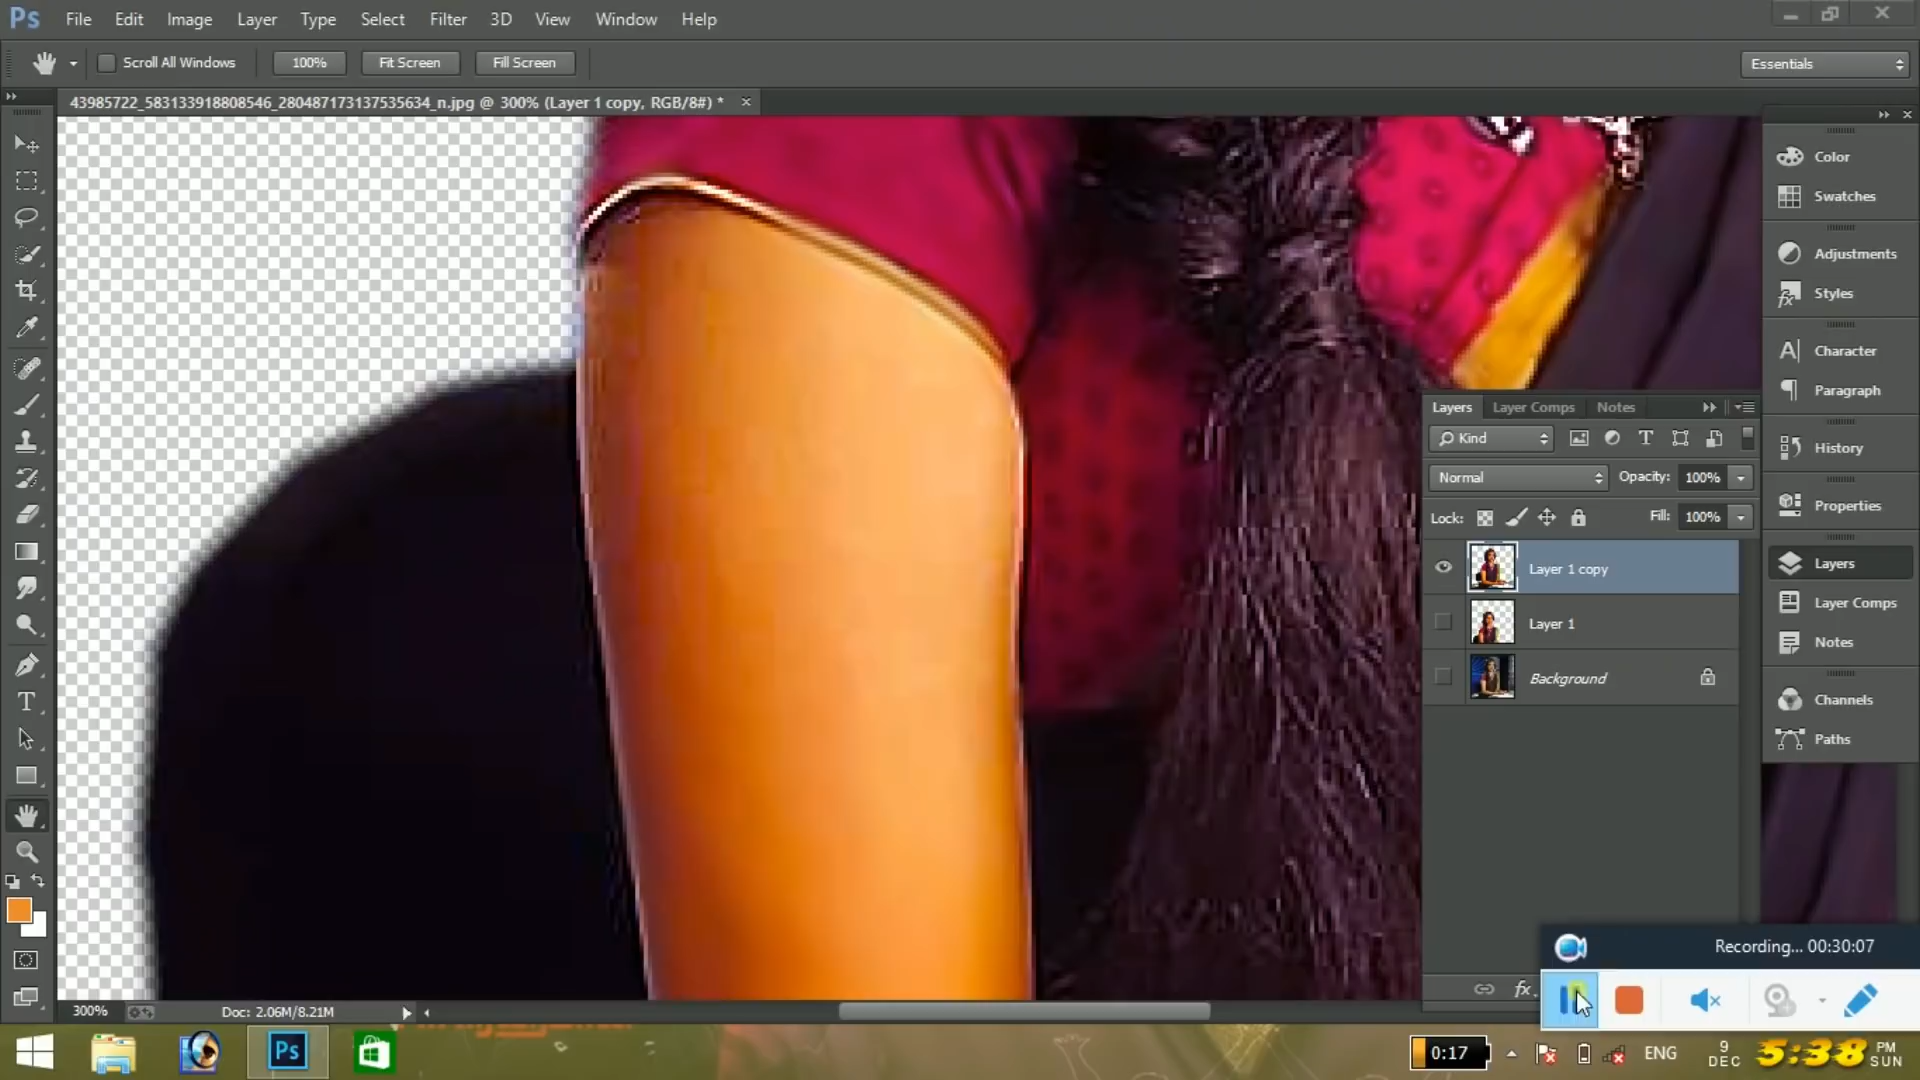 Ps File Edit Image Layer Type Select Filter 3D View Window Help
Scroll All Windows 100% Fit Screen Fill Screen Essentials
43985722_583133918808546_280487173137535634_n.jpg @ 300% (Layer 1 copy, RGB/8#) *
Color
Swatches
Adjustments
Styles
Character
Paragraph
History
Properties
Layers
Layer Comps
Notes
Channels
Paths
Layers Layer Comps Notes
Kind
Normal Opacity: 100%
Lock: Fill: 100%
Layer 1 copy
Layer 1
Background
fx
Recording... 00:30:07
300% Doc: 2.06M/8.21M
Ps 0:17 ENG 9 DEC 5:38 PM SUN